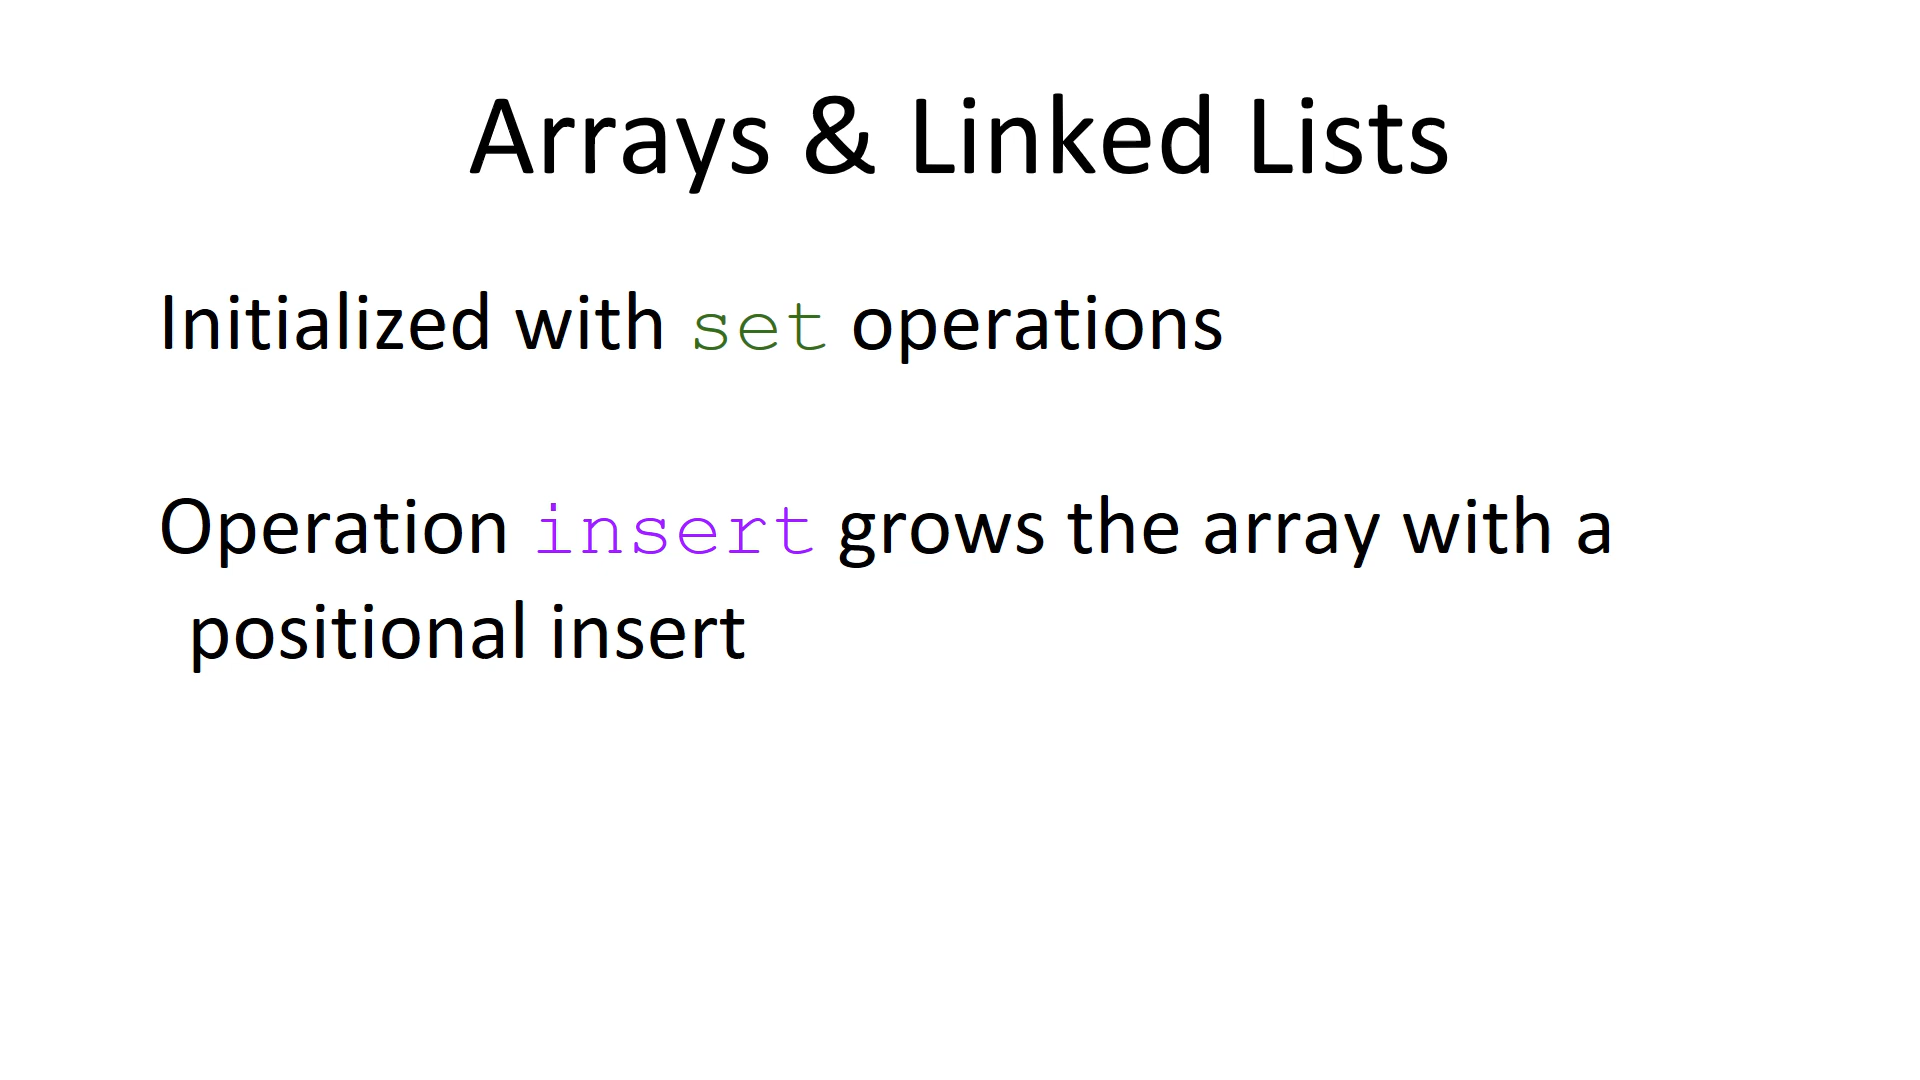 Arrays & Linked Lists
Initialized with set operations
Operation insert grows the array with a
positional insert